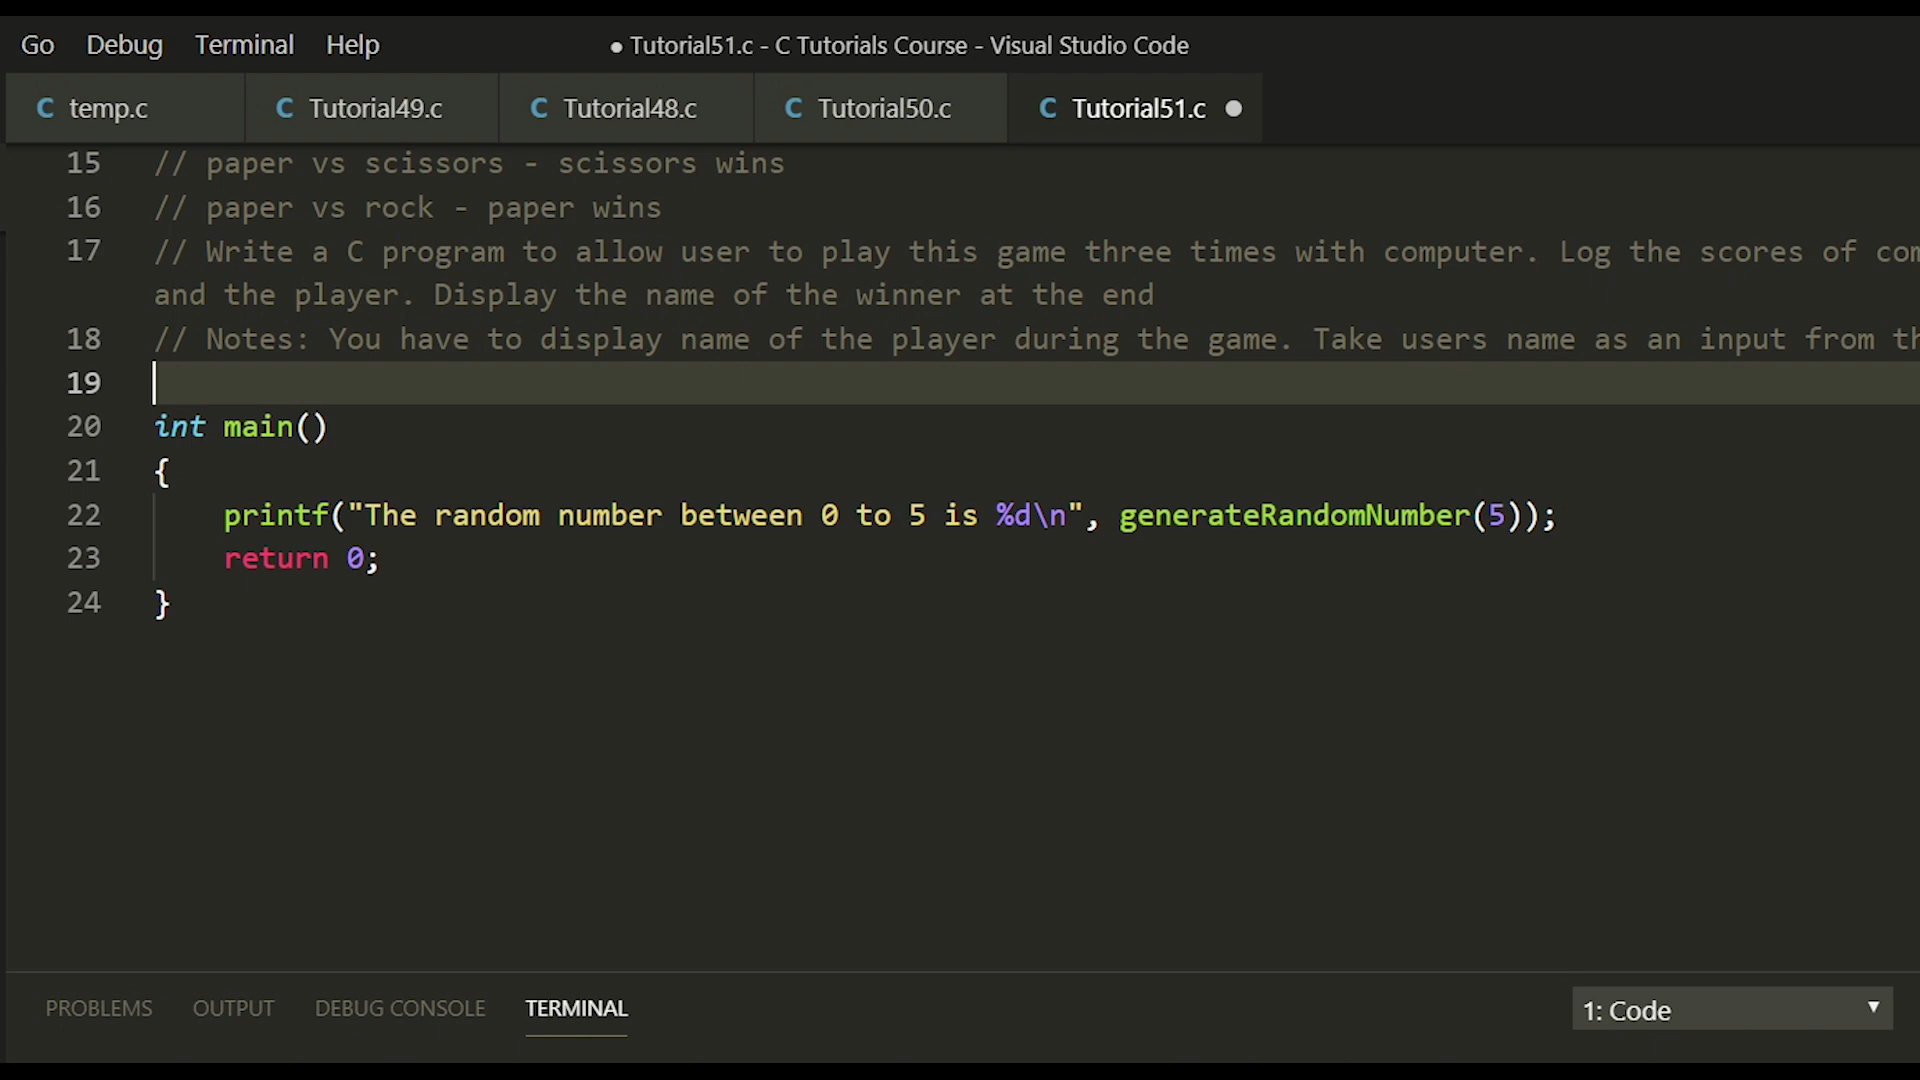 Go Debug Terminal Help ● Tutorial51.c - C Tutorials Course - Visual Studio Code
C temp.c C Tutorial49.c C Tutorial48.c C Tutorial50.c C Tutorial51.c ●
15 // paper vs scissors - scissors wins
16 // paper vs rock - paper wins
17 // Write a C program to allow user to play this game three times with computer. Log the scores of
and the player. Display the name of the winner at the end
18 // Notes: You have to display name of the player during the game. Take users name as an input from
19
20 int main()
21 {
22 printf("The random number between 0 to 5 is %d\n", generateRandomNumber(5));
23 return 0;
24 }
PROBLEMS OUTPUT DEBUG CONSOLE TERMINAL 1: Code